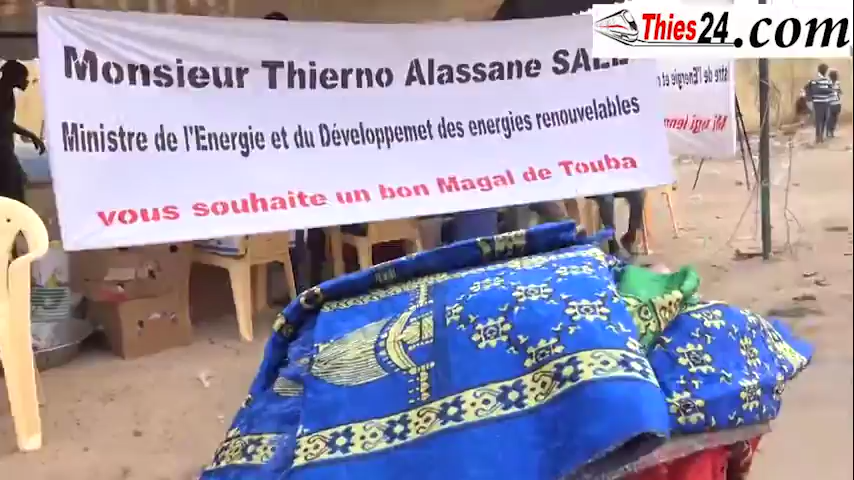 Thies24.com
Monsieur Thierno Alassane SALL
Ministre de l'Energie et du Développemet des energies renouvelables
vous souhaite un bon Magal de Touba